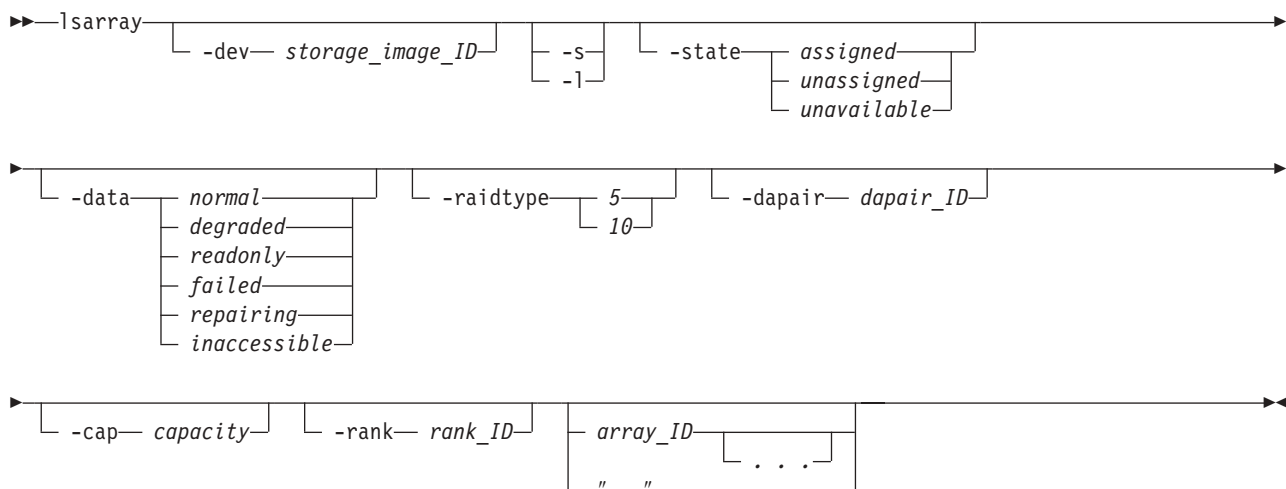 lsarray -dev storage_image_ID -s -l -state assigned unassigned unavailable
-data normal degraded readonly failed repairing inaccessible -raidtype 5 10 -dapair dapair_ID
-cap capacity -rank rank_ID array_ID . . . " "